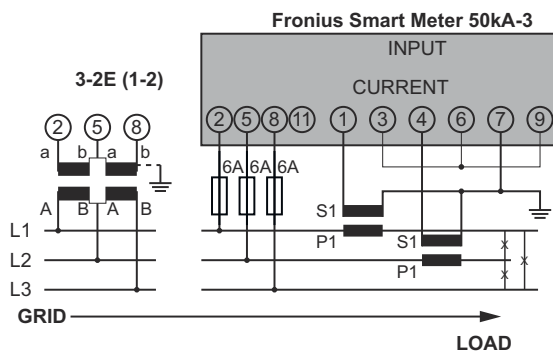 Fronius Smart Meter 50kA-3
INPUT
CURRENT
3-2E (1-2)
2 5 8 11 1 3 4 6 7 9
2 5 8
a b a b
6A 6A 6A
A B A B
S1
P1
S1
P1
L1
L2
L3
x
x x
GRID
LOAD